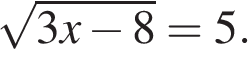 √(3x − 8) = 5.